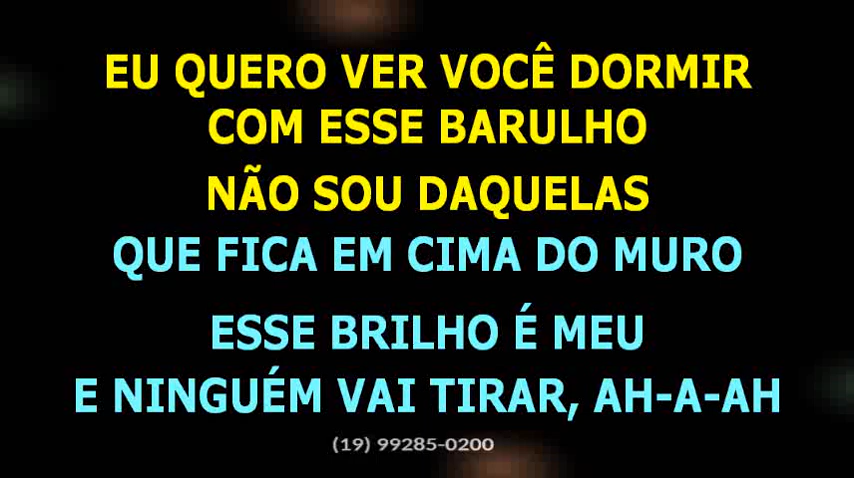 EU QUERO VER VOCÊ DORMIR
COM ESSE BARULHO
NÃO SOU DAQUELAS
QUE FICA EM CIMA DO MURO
ESSE BRILHO É MEU
E NINGUÉM VAI TIRAR, AH-A-AH
(19) 99285-0200